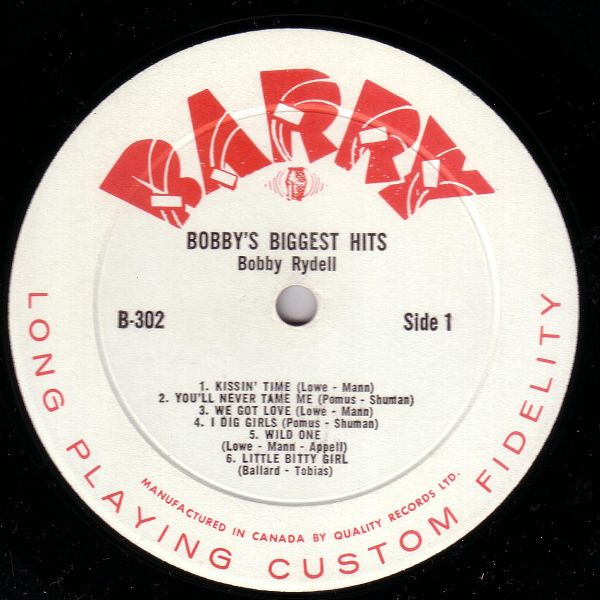 BARRY
BOBBY'S BIGGEST HITS
Bobby Rydell
B-302
Side 1
1. KISSIN' TIME (Lowe - Mann)
2. YOU'LL NEVER TAME ME (Pomus - Shuman)
3. WE GOT LOVE (Lowe - Mann)
4. I DIG GIRLS (Pomus - Shuman)
5. WILD ONE
(Lowe - Mann - Appell)
6. LITTLE BITTY GIRL
(Ballard - Tobias)
MANUFACTURED IN CANADA BY QUALITY RECORDS LTD.
LONG PLAYING CUSTOM FIDELITY